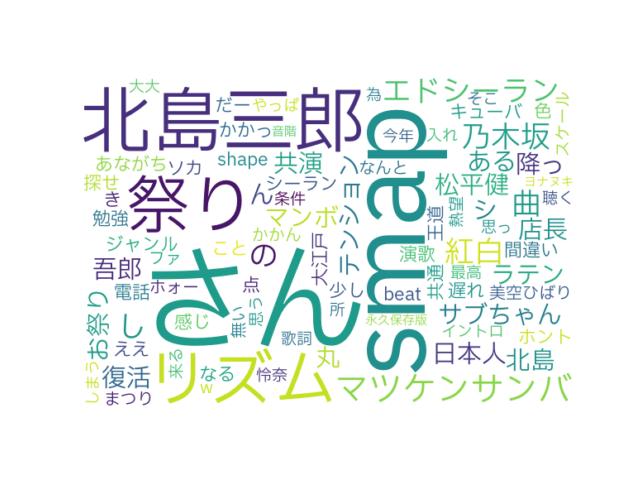 大大
だー
やっぱ
為
エドシーラン
そこ
キューバ
色
スケール
北島三郎
かかっ
音階
今年
入れ
乃木坂
smap
あながち
ソカ
shape
共演
なんと
ある
降っ
ヨナヌキ
探せ
き
祭り
ん
シーラン
条件
テンション
松平健
熱望
シ
曲
聴く
勉強
マンボ
王道
思っ
店長
ジャンル
ファ
こと
の
かかん
大江戸
演歌
紅白
間違い
吾郎
さん
電話
ホォー
点
少し
所
共通
最高
遅れ
ラテン
beat
美空ひばり
お祭り
し
感じ
無い
思う
永久保存版
サブちゃん
ええ
歌詞
イントロ
ホント
しまう
復活
来る
なる
リズム
怜奈
丸
日本人
北島
まつり
w
マツケンサンバ